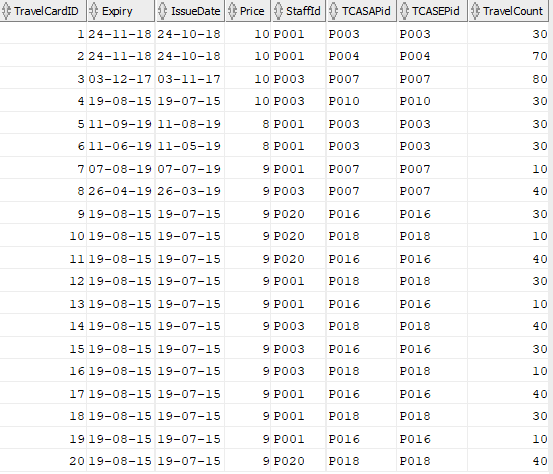 TravelCardID Expiry IssueDate Price StaffId TCASAPid TCASEPid TravelCount
1 24-11-18 24-10-18 10 P001 P003 P003 30
2 24-11-18 24-10-18 10 P001 P004 P004 70
3 03-12-17 03-11-17 10 P003 P007 P007 80
4 19-08-15 19-07-15 10 P003 P010 P010 30
5 11-09-19 11-08-19 8 P001 P003 P003 30
6 11-06-19 11-05-19 8 P001 P003 P003 30
7 07-08-19 07-07-19 9 P001 P007 P007 10
8 26-04-19 26-03-19 9 P003 P007 P007 40
9 19-08-15 19-07-15 9 P020 P016 P016 30
10 19-08-15 19-07-15 9 P020 P018 P018 10
11 19-08-15 19-07-15 9 P020 P016 P016 40
12 19-08-15 19-07-15 9 P001 P018 P018 30
13 19-08-15 19-07-15 9 P001 P016 P016 10
14 19-08-15 19-07-15 9 P003 P018 P018 40
15 19-08-15 19-07-15 9 P003 P016 P016 30
16 19-08-15 19-07-15 9 P003 P018 P018 10
17 19-08-15 19-07-15 9 P001 P016 P016 40
18 19-08-15 19-07-15 9 P001 P018 P018 30
19 19-08-15 19-07-15 9 P001 P016 P016 10
20 19-08-15 19-07-15 9 P020 P018 P018 40